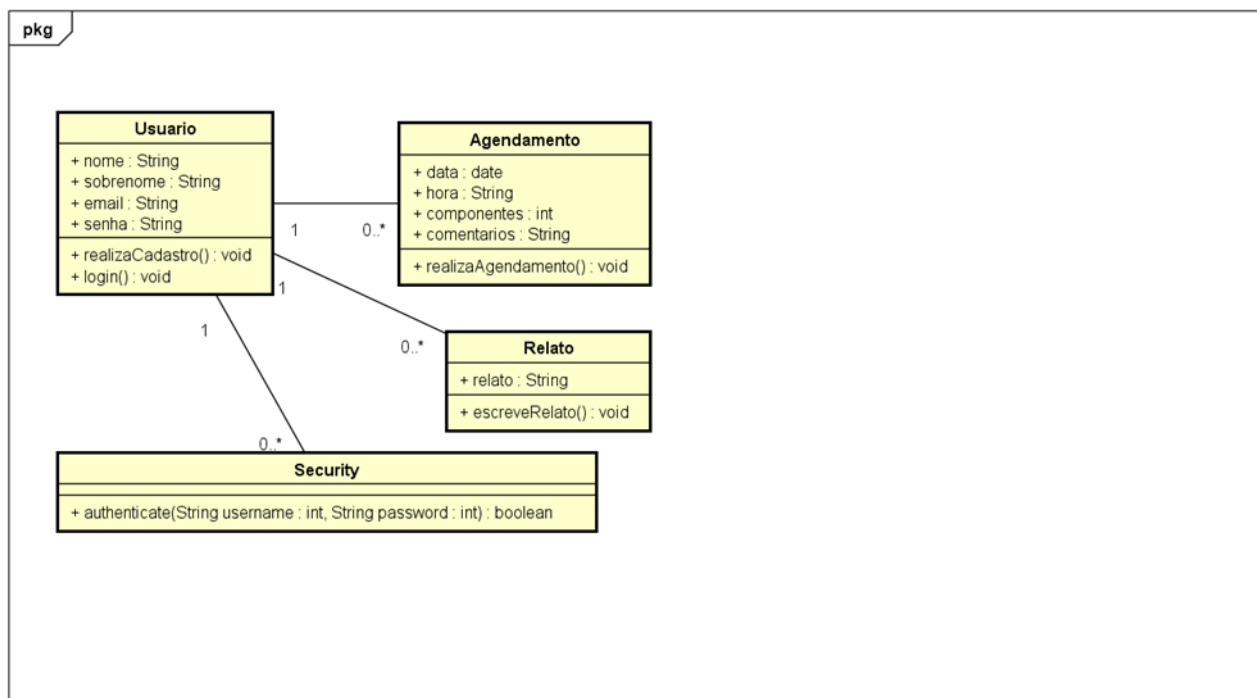 pkg
Usuario
+ nome : String
+ sobrenome : String
+ email : String
+ senha : String
+ realizaCadastro() : void
+ login() : void
Agendamento
+ data : date
+ hora : String
+ componentes : int
+ comentarios : String
+ realizaAgendamento() : void
1
0..*
1
0..*
Relato
+ relato : String
+ escreveRelato() : void
1
0..*
Security
+ authenticate(String username : int, String password : int) : boolean